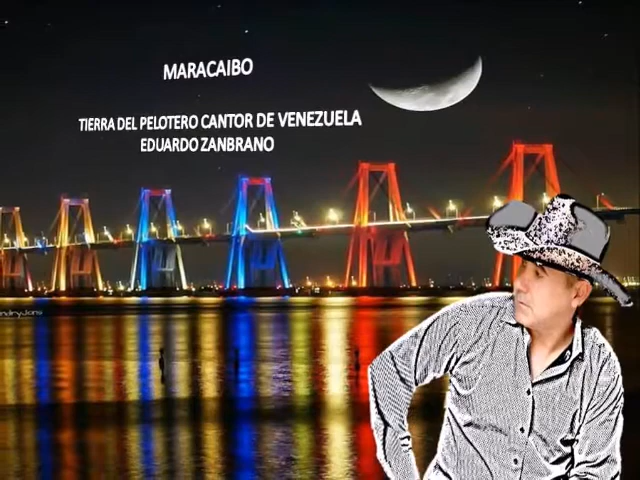 MARACAIBO
TIERRA DEL PELOTERO CANTOR DE VENEZUELA
EDUARDO ZANBRANO